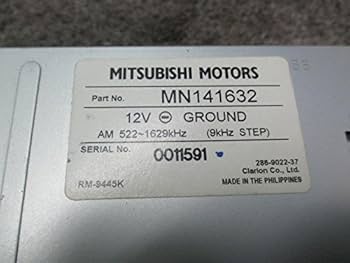 MITSUBISHI MOTORS
Part No. MN141632
12V ⊖ GROUND
AM 522~1629kHz (9kHz STEP)
SERIAL No. 0011591
286-9022-37
Clarion Co., Ltd.
RM-9445K MADE IN THE PHILIPPINES